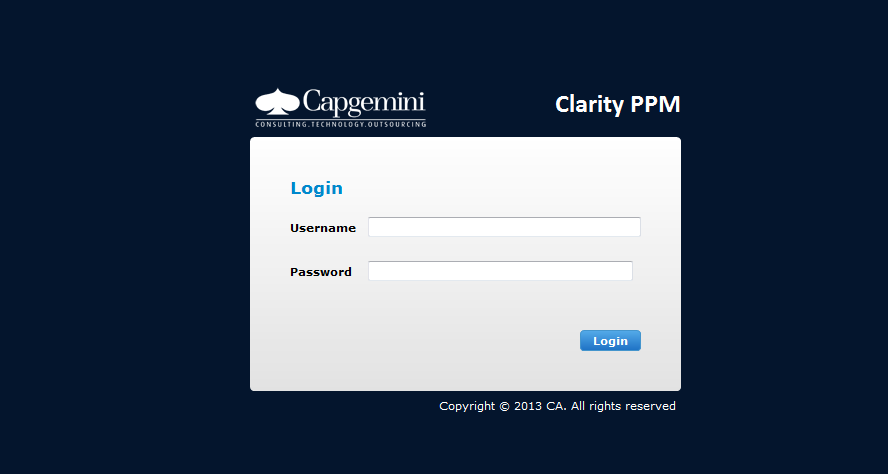 Capgemini
CONSULTING.TECHNOLOGY.OUTSOURCING
Clarity PPM
Login
Username
Password
Login
Copyright © 2013 CA. All rights reserved